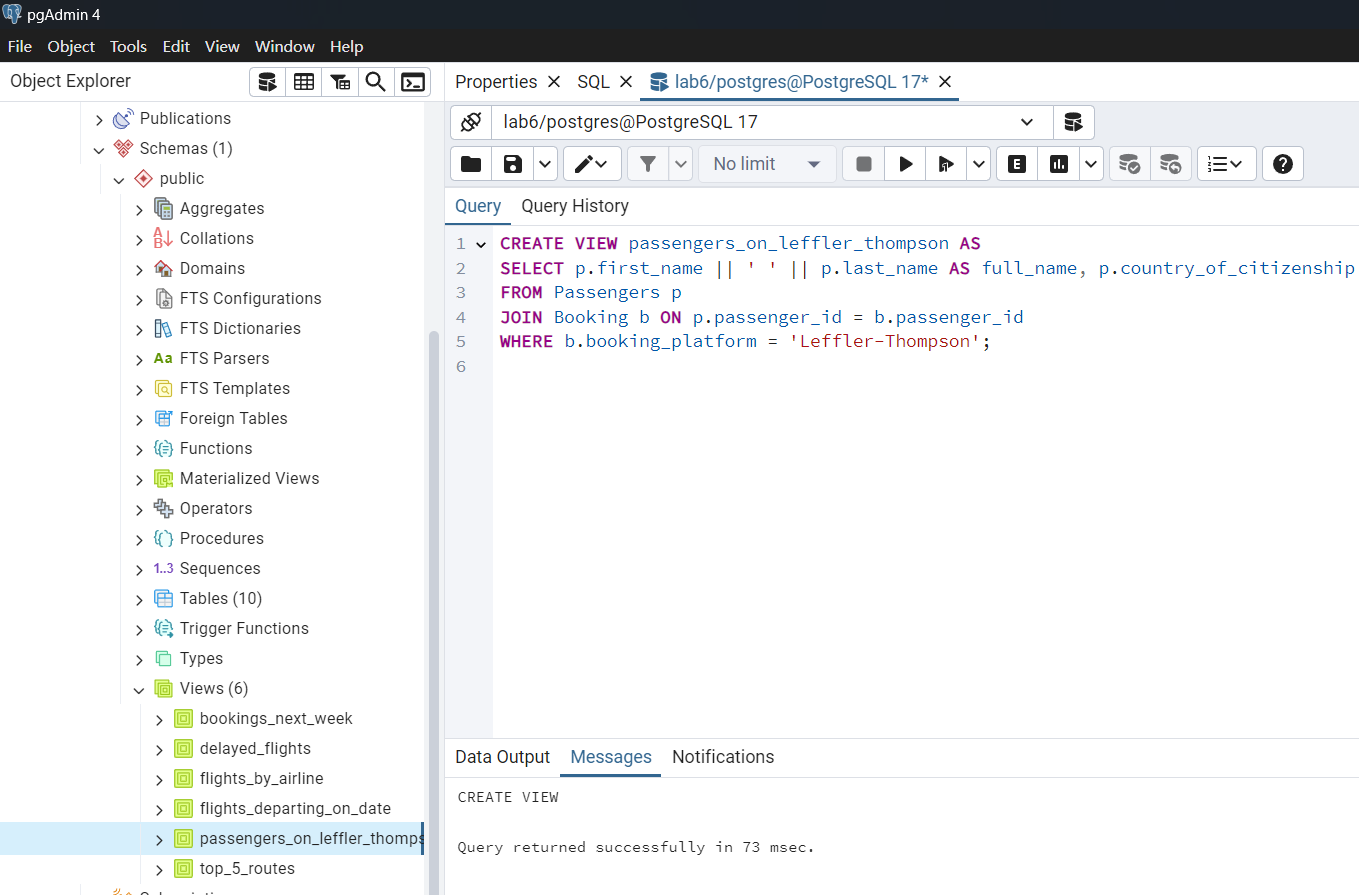 pgAdmin 4
File Object Tools Edit View Window Help
Object Explorer
Properties SQL lab6/postgres@PostgreSQL 17*
lab6/postgres@PostgreSQL 17
No limit
E
Query Query History
Publications
Schemas (1)
public
Aggregates
Collations
Domains
FTS Configurations
FTS Dictionaries
Aa FTS Parsers
FTS Templates
Foreign Tables
Functions
Materialized Views
Operators
Procedures
1..3 Sequences
Tables (10)
Trigger Functions
Types
Views (6)
bookings_next_week
delayed_flights
flights_by_airline
flights_departing_on_date
passengers_on_leffler_thomps
top_5_routes
1 CREATE VIEW passengers_on_leffler_thompson AS
2 SELECT p.first_name || ' ' || p.last_name AS full_name, p.country_of_citizenship
3 FROM Passengers p
4 JOIN Booking b ON p.passenger_id = b.passenger_id
5 WHERE b.booking_platform = 'Leffler-Thompson';
6
Data Output Messages Notifications
CREATE VIEW
Query returned successfully in 73 msec.